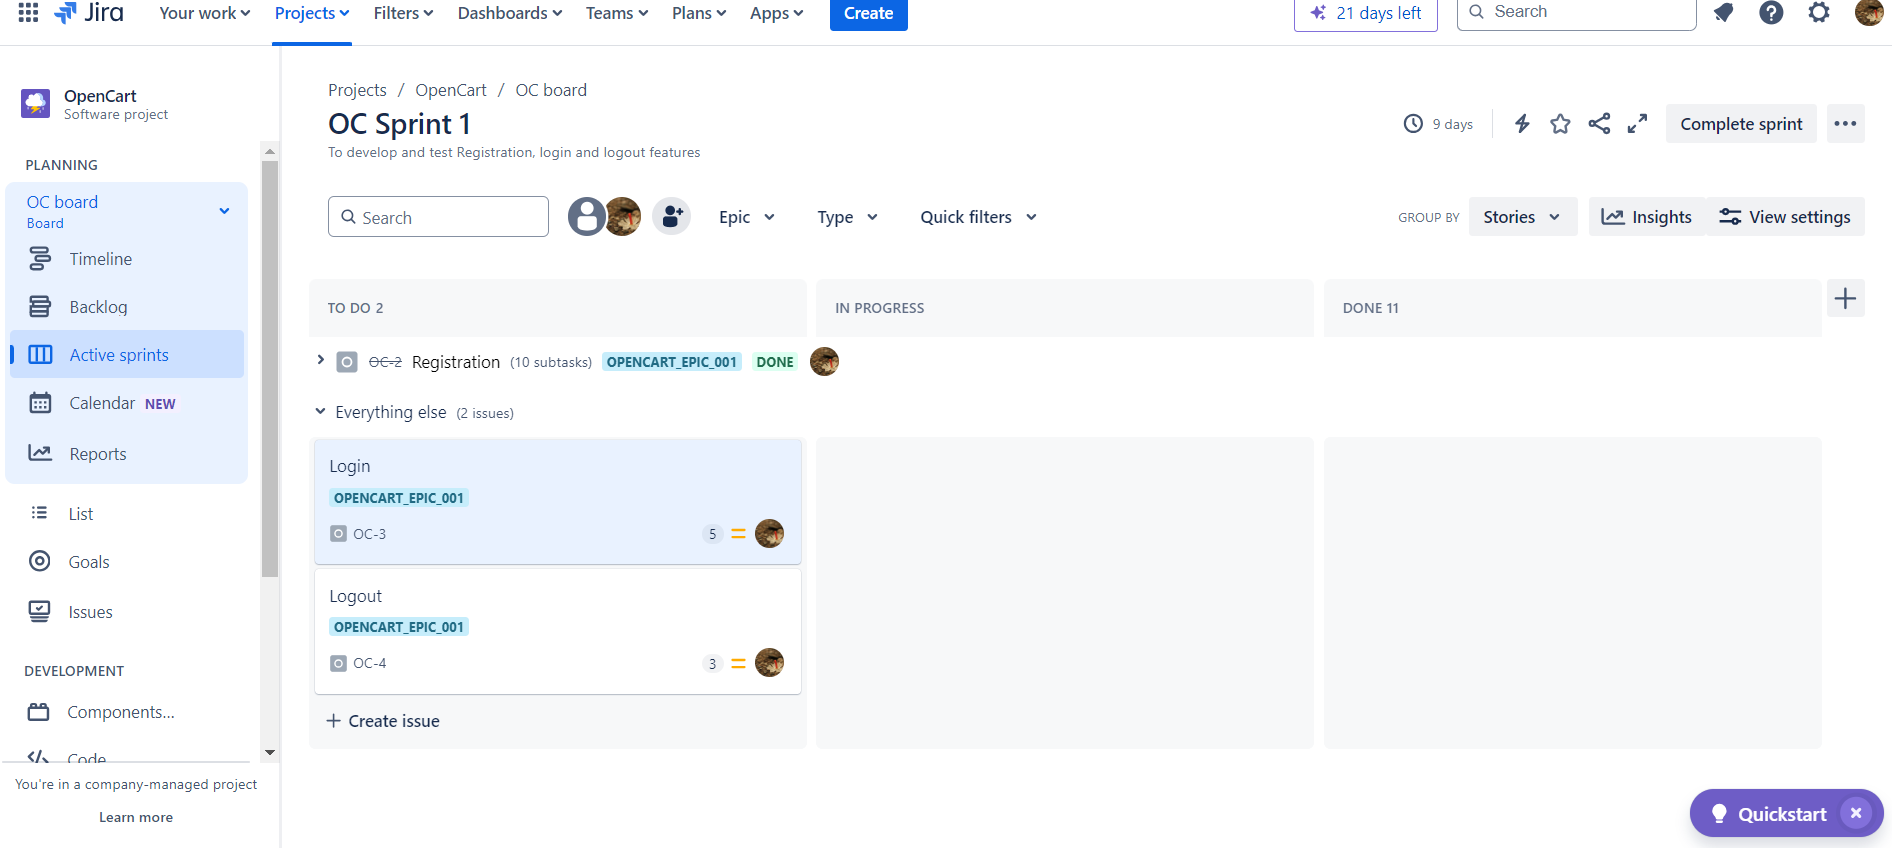 Jira Your work Projects Filters Dashboards Teams Plans Apps Create 21 days left Search
OpenCart
Software project
PLANNING
OC board
Board
Timeline
Backlog
Active sprints
Calendar NEW
Reports
List
Goals
Issues
DEVELOPMENT
Components...
Code
You're in a company-managed project
Learn more
Projects / OpenCart / OC board
OC Sprint 1
To develop and test Registration, login and logout features
9 days
Complete sprint
Search
Epic Type Quick filters
GROUP BY Stories Insights View settings
TO DO 2 IN PROGRESS DONE 11
OC-2 Registration (10 subtasks) OPENCART_EPIC_001 DONE
Everything else (2 issues)
Login
OPENCART_EPIC_001
OC-3 5
Logout
OPENCART_EPIC_001
OC-4 3
Create issue
Quickstart